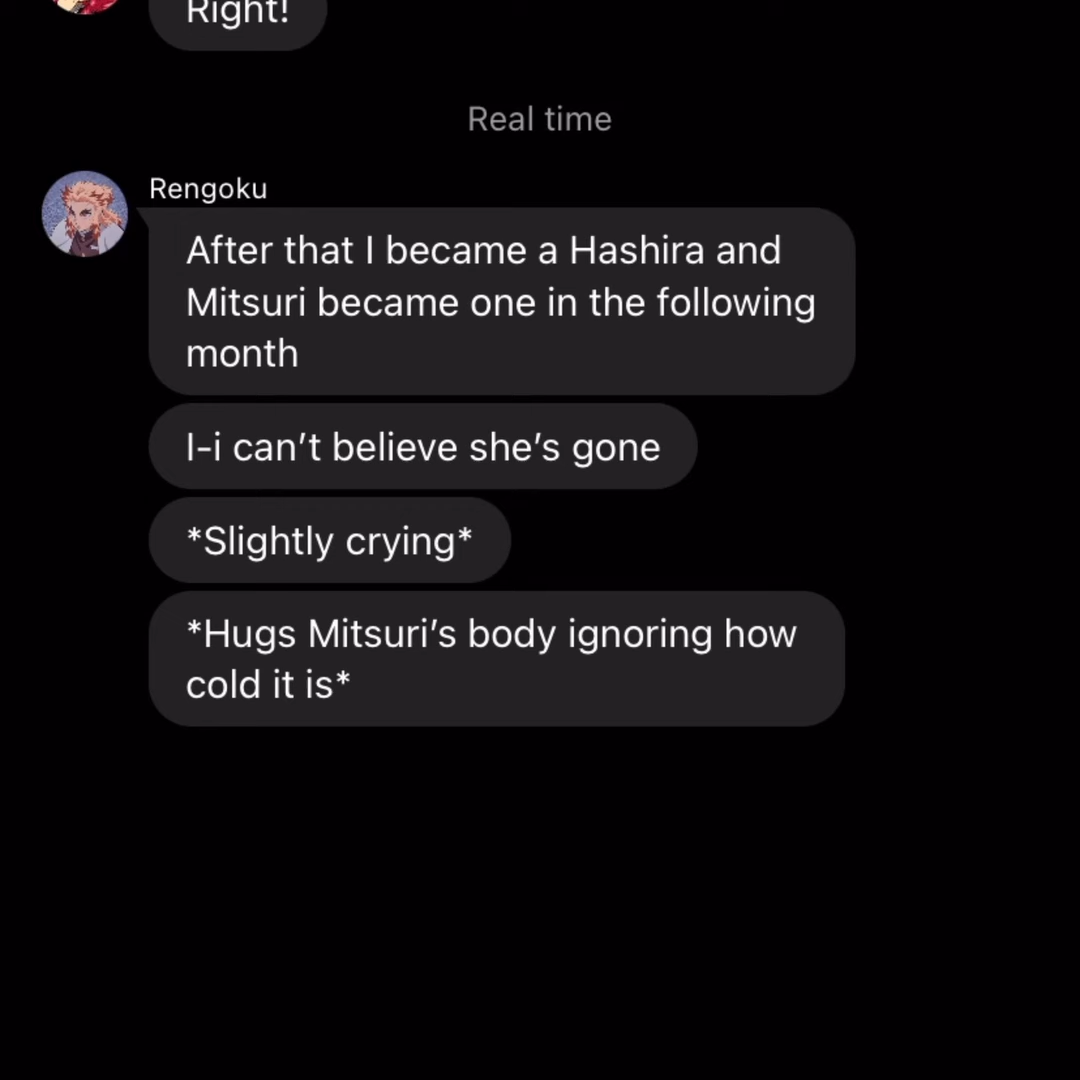 Right!
Real time
Rengoku
After that I became a Hashira and
Mitsuri became one in the following
month
I-i can’t believe she’s gone
*Slightly crying*
*Hugs Mitsuri’s body ignoring how
cold it is*